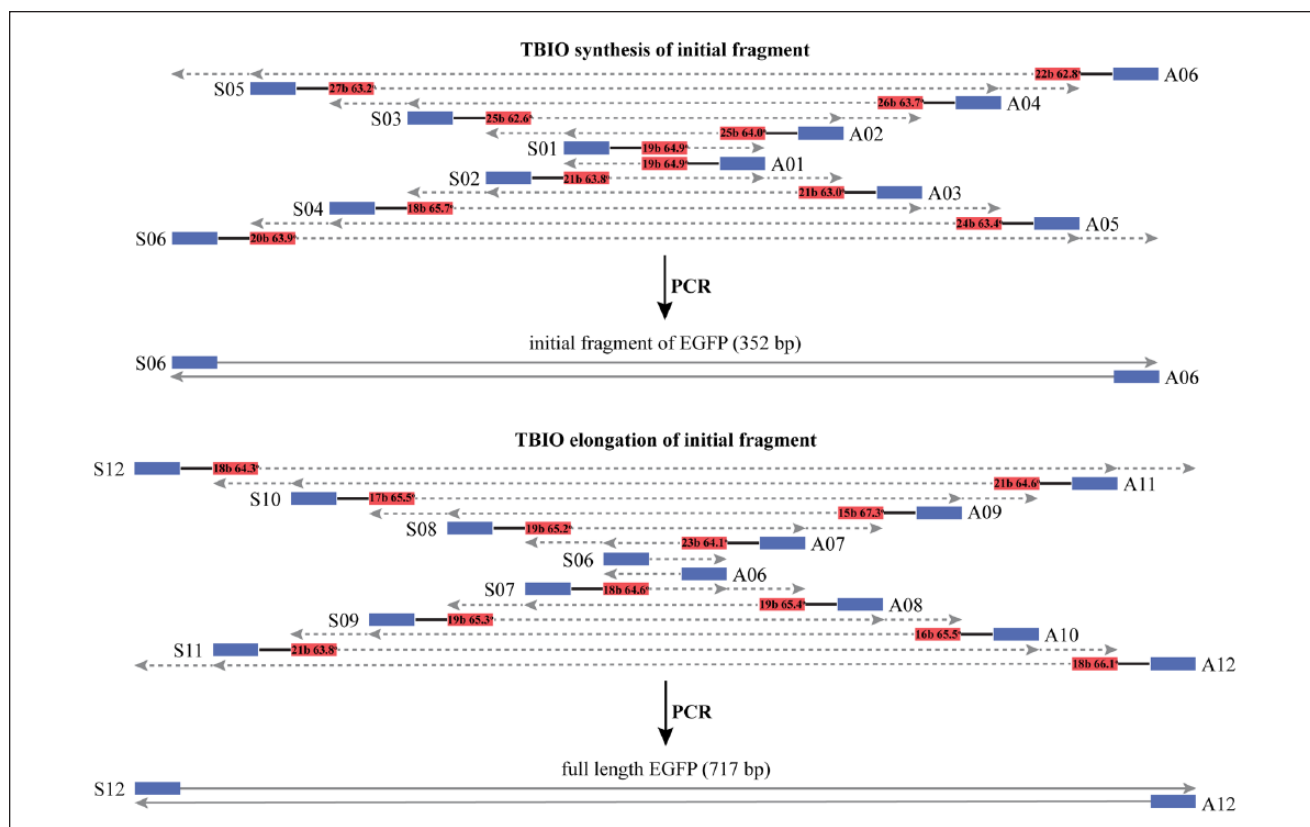 TBIO synthesis of initial fragment
22b 62.8° A06
S05 27b 63.2°
26b 63.7° A04
S03 25b 62.6°
25b 64.0° A02
S01 19b 64.9°
19b 64.9° A01
S02 21b 63.8°
21b 63.0° A03
S04 18b 65.7°
24b 63.4° A05
S06 20b 63.9°
PCR
initial fragment of EGFP (352 bp)
S06
A06
TBIO elongation of initial fragment
S12 18b 64.3°
21b 64.6° A11
S10 17b 65.5°
15b 67.3° A09
S08 19b 65.2°
23b 64.1° A07
S06
A06
S07 18b 64.6°
19b 65.4° A08
S09 19b 65.3°
16b 65.5° A10
S11 21b 63.8°
18b 66.1° A12
PCR
full length EGFP (717 bp)
S12
A12